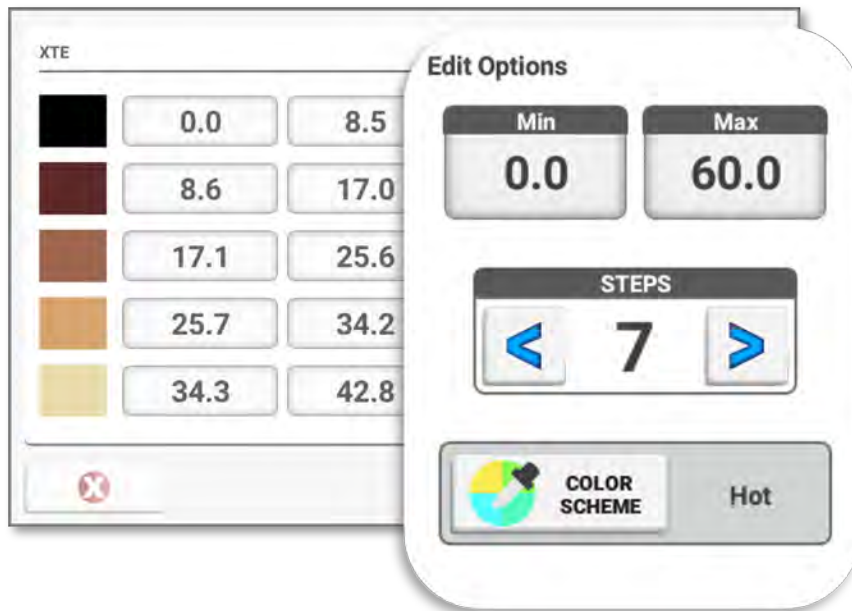 XTE
0.0 8.5
8.6 17.0
17.1 25.6
25.7 34.2
34.3 42.8
Edit Options
Min Max
0.0 60.0
STEPS
< 7 >
COLOR
SCHEME
Hot